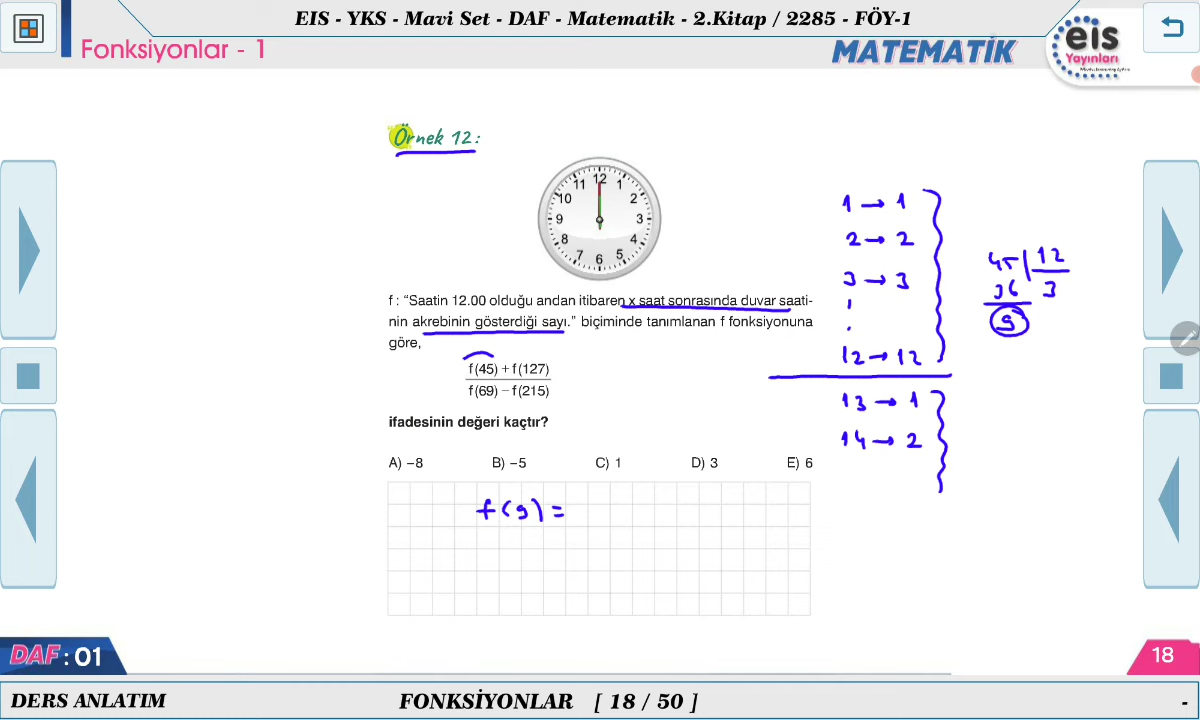 EIS - YKS - Mavi Set - DAF - Matematik - 2.Kitap / 2285 - FÖY-1
Fonksiyonlar - 1
MATEMATİK
eis
Yayınları
Örnek 12:
12
11
1
10
2
9
3
8
4
7
5
6
f : “Saatin 12.00 olduğu andan itibaren x saat sonrasında duvar saati-
nin akrebinin gösterdiği sayı.” biçiminde tanımlanan f fonksiyonuna
göre,
f(45) + f(127)
f(69) – f(215)
ifadesinin değeri kaçtır?
A) –8 B) –5 C) 1 D) 3 E) 6
f(9) =
1 → 1
2 → 2
3 → 3
12 → 12
13 → 1
14 → 2
45 | 12
36 3
9
DAF : 01
18
DERS ANLATIM
FONKSİYONLAR [ 18 / 50 ]
-